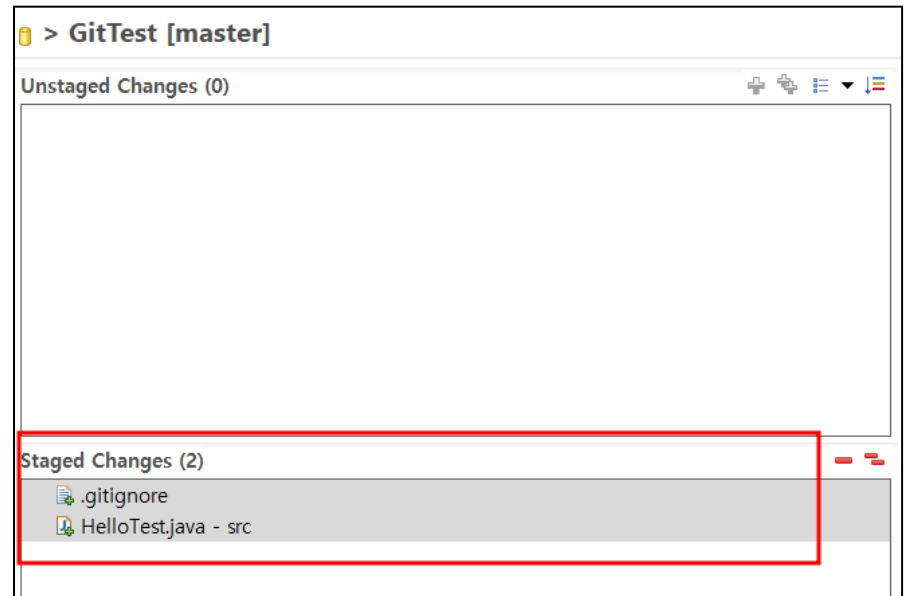 > GitTest [master]
Unstaged Changes (0)
Staged Changes (2)
.gitignore
HelloTest.java - src